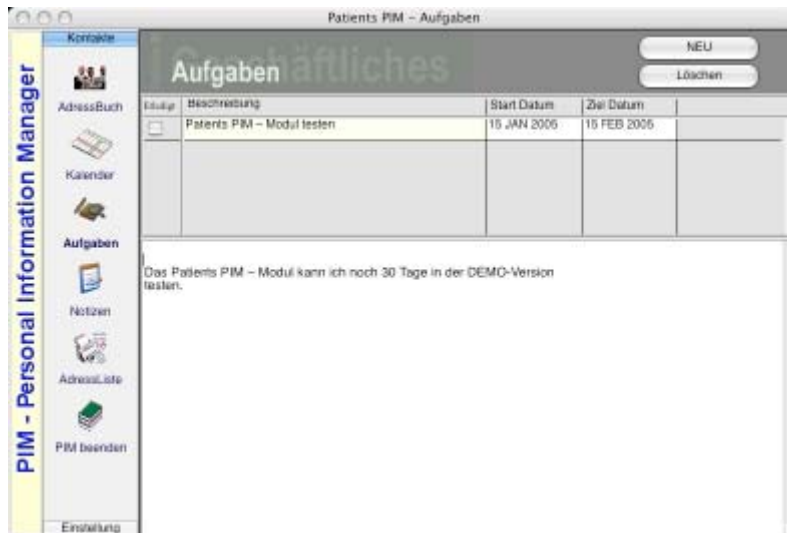 Patients PIM – Aufgaben
PIM - Personal Information Manager
Kontakte
AdressBuch
Kalender
Aufgaben
Notizen
AdressListe
PIM beenden
Einstellung
Geschäftliches
Aufgaben
NEU
Löschen
Erledigt Beschreibung Start Datum Ziel Datum
Patients PIM – Modul testen 15 JAN 2005 15 FEB 2005
Das Patients PIM – Modul kann ich noch 30 Tage in der DEMO-Version
testen.